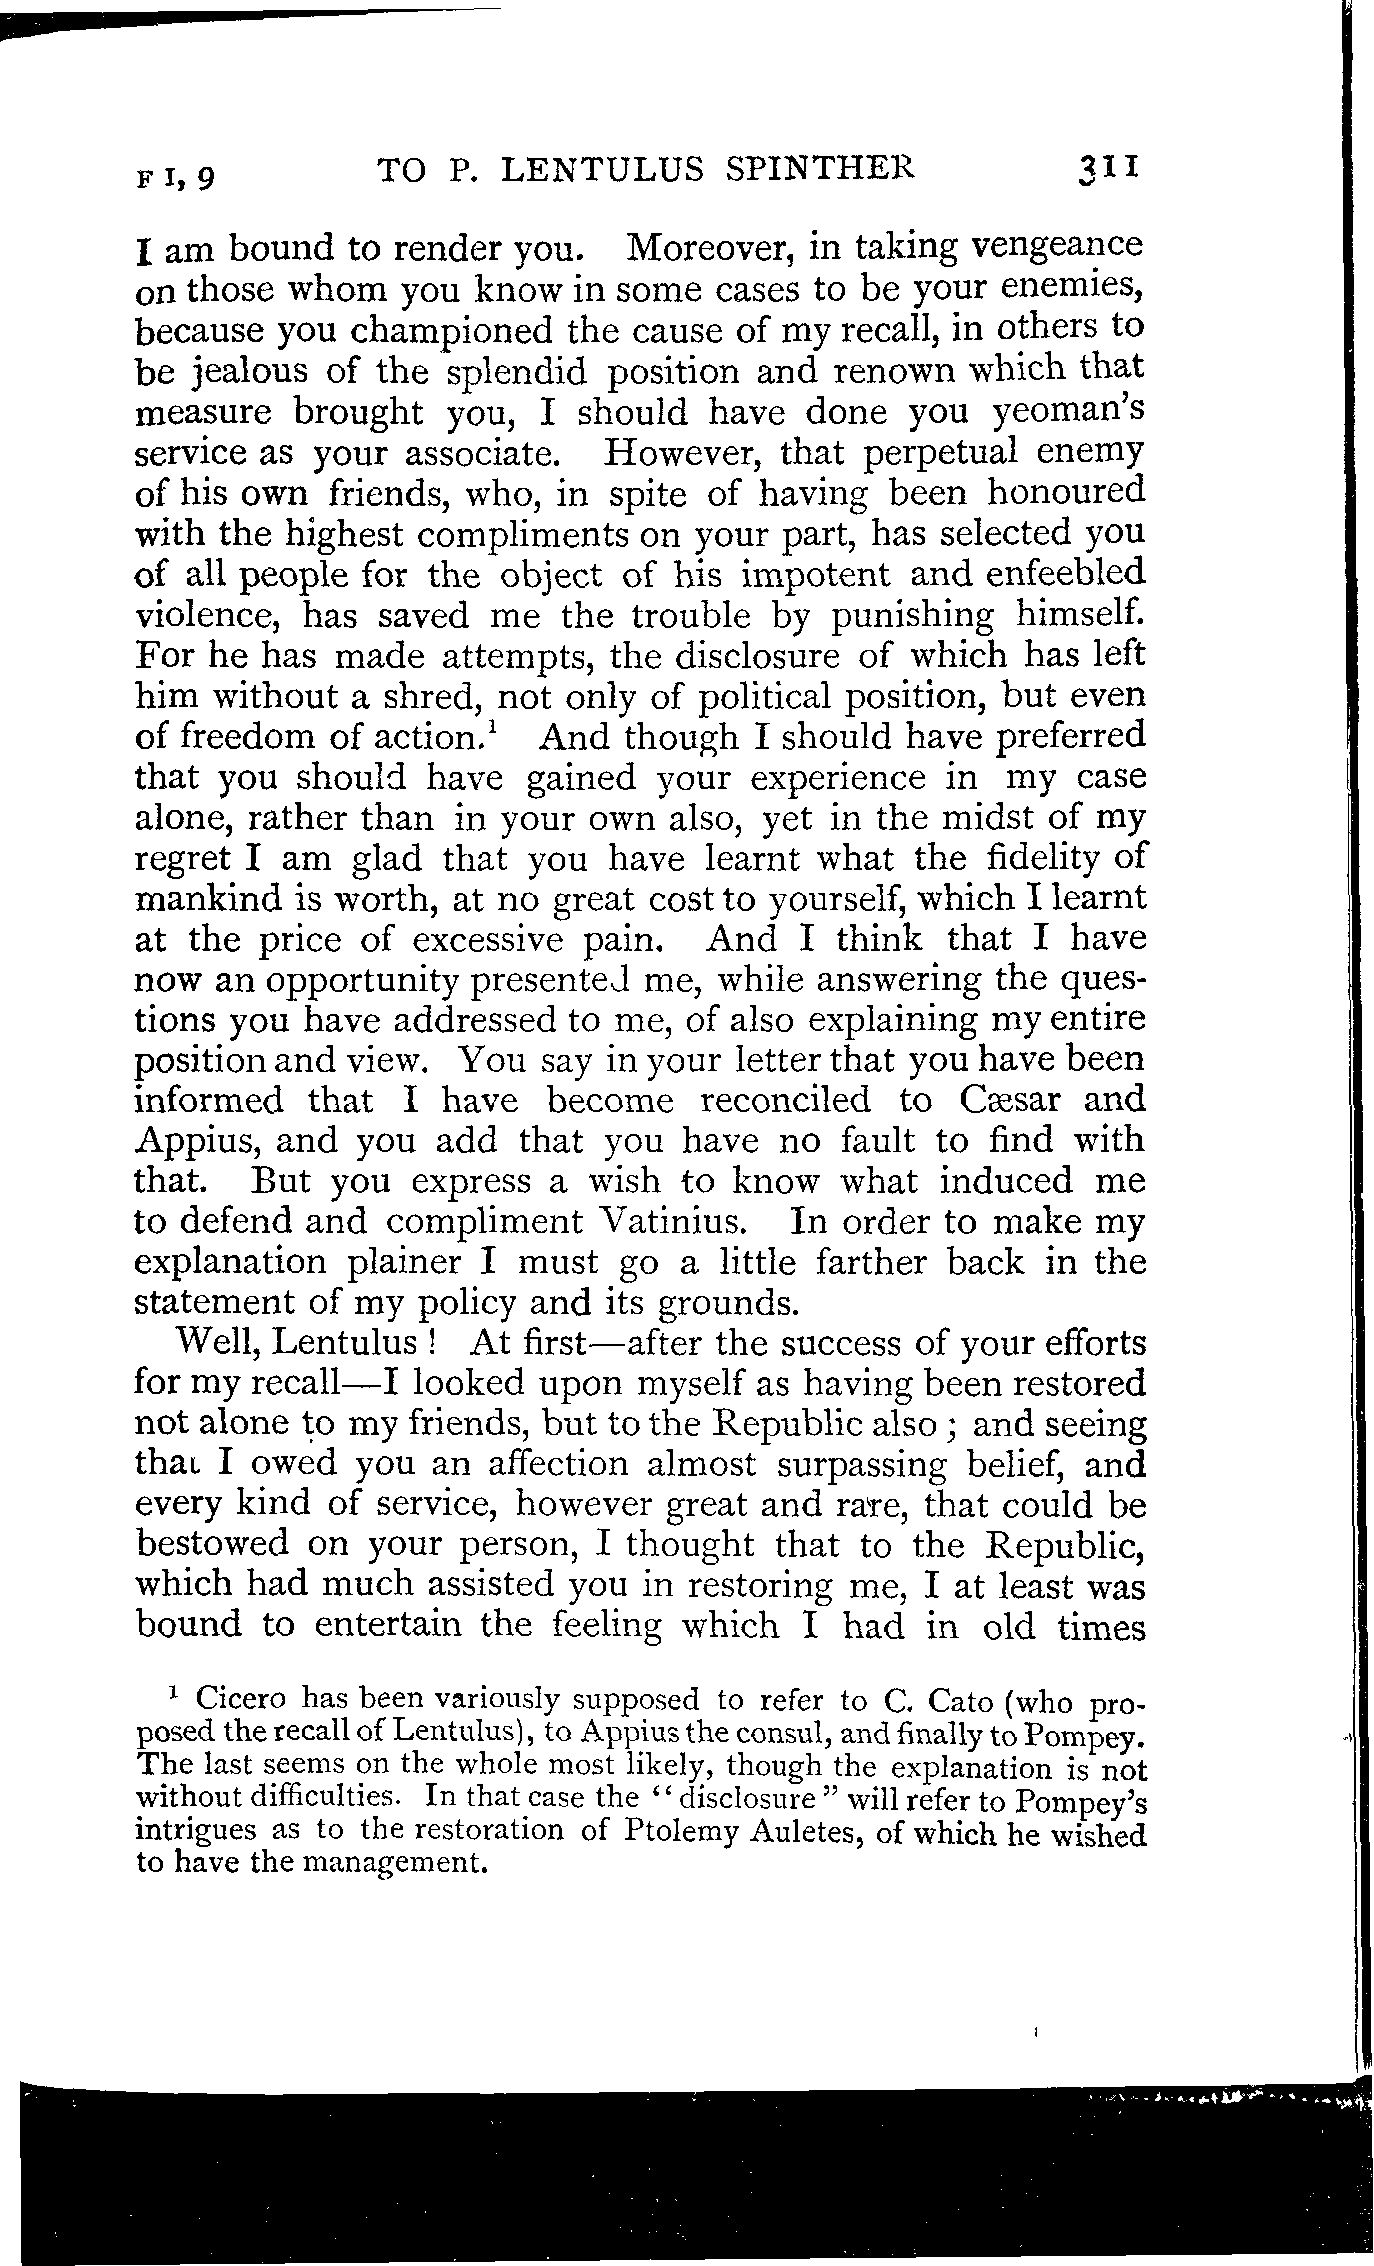 F I, 9 TO P. LENTULUS SPINTHER 311
I am bound to render you. Moreover, in taking vengeance
on those whom you know in some cases to be your enemies,
because you championed the cause of my recall, in others to
be jealous of the splendid position and renown which that
measure brought you, I should have done you yeoman's
service as your associate. However, that perpetual enemy
of his own friends, who, in spite of having been honoured
with the highest compliments on your part, has selected you
of all people for the object of his impotent and enfeebled
violence, has saved me the trouble by punishing himself.
For he has made attempts, the disclosure of which has left
him without a shred, not only of political position, but even
of freedom of action.¹ And though I should have preferred
that you should have gained your experience in my case
alone, rather than in your own also, yet in the midst of my
regret I am glad that you have learnt what the fidelity of
mankind is worth, at no great cost to yourself, which I learnt
at the price of excessive pain. And I think that I have
now an opportunity presented me, while answering the ques-
tions you have addressed to me, of also explaining my entire
position and view. You say in your letter that you have been
informed that I have become reconciled to Cæsar and
Appius, and you add that you have no fault to find with
that. But you express a wish to know what induced me
to defend and compliment Vatinius. In order to make my
explanation plainer I must go a little farther back in the
statement of my policy and its grounds.
Well, Lentulus ! At first—after the success of your efforts
for my recall—I looked upon myself as having been restored
not alone to my friends, but to the Republic also ; and seeing
that I owed you an affection almost surpassing belief, and
every kind of service, however great and rare, that could be
bestowed on your person, I thought that to the Republic,
which had much assisted you in restoring me, I at least was
bound to entertain the feeling which I had in old times
¹ Cicero has been variously supposed to refer to C. Cato (who pro-
posed the recall of Lentulus), to Appius the consul, and finally to Pompey.
The last seems on the whole most likely, though the explanation is not
without difficulties. In that case the “disclosure” will refer to Pompey's
intrigues as to the restoration of Ptolemy Auletes, of which he wished
to have the management.